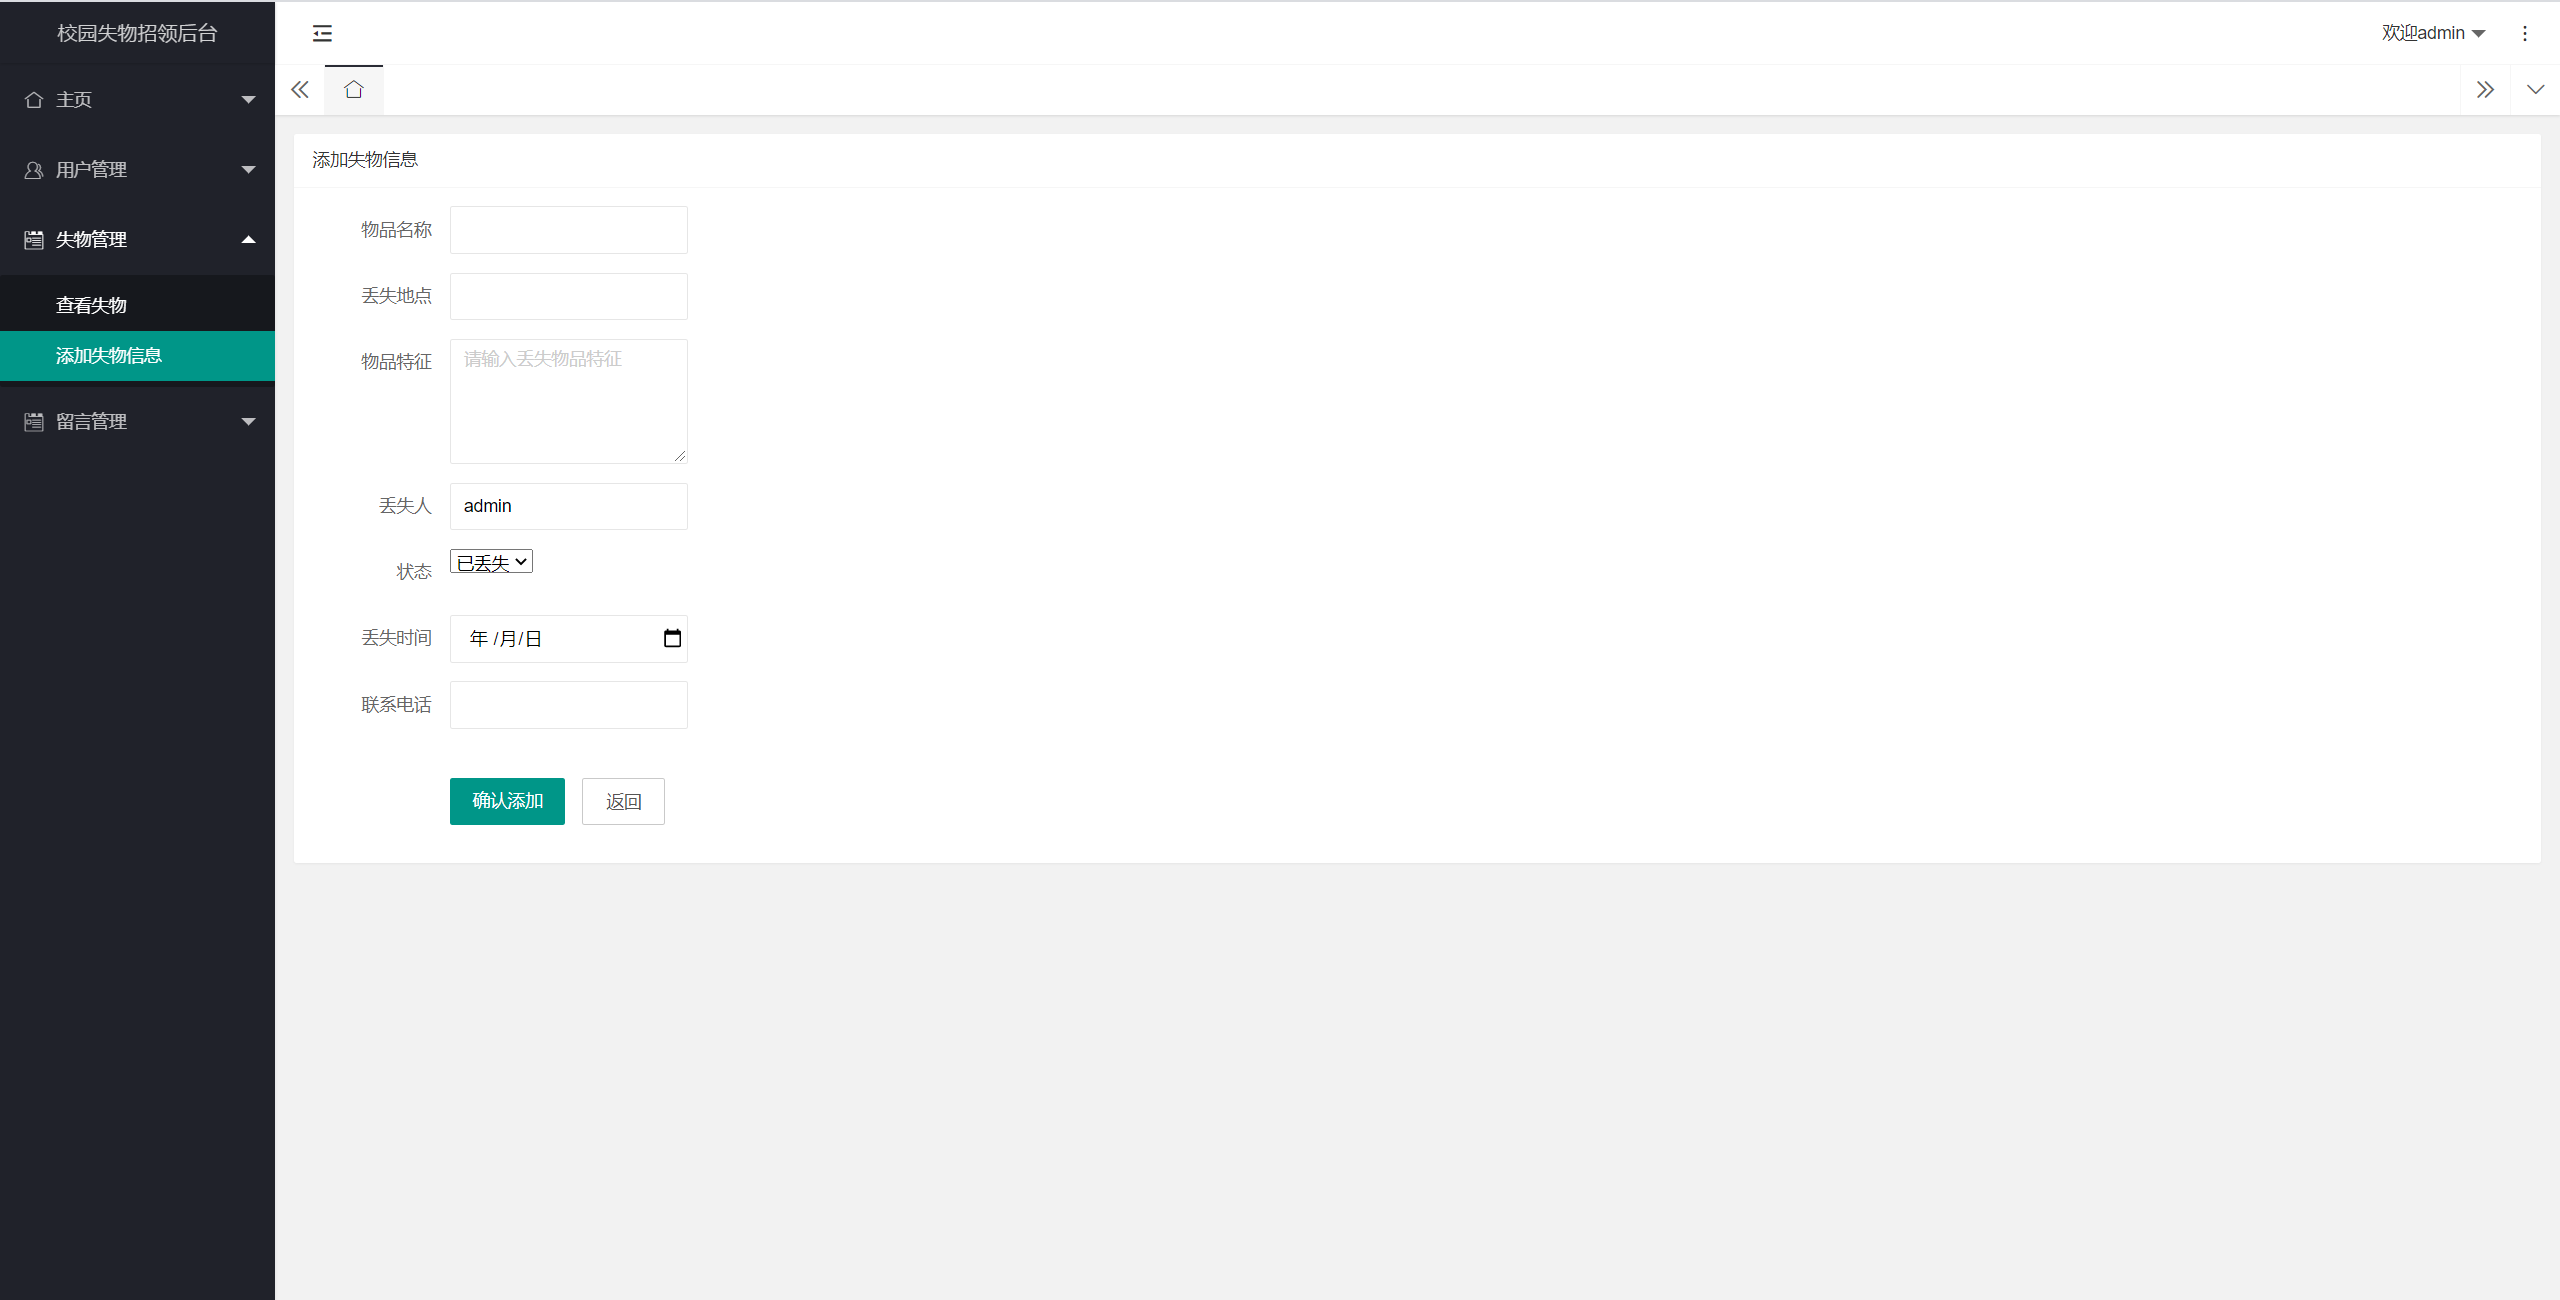 校园失物招领后台
主页
用户管理
失物管理
查看失物
添加失物信息
留言管理
欢迎admin
添加失物信息
物品名称
丢失地点
物品特征
请输入丢失物品特征
丢失人
admin
状态
已丢失
丢失时间
年 /月/日
联系电话
确认添加
返回